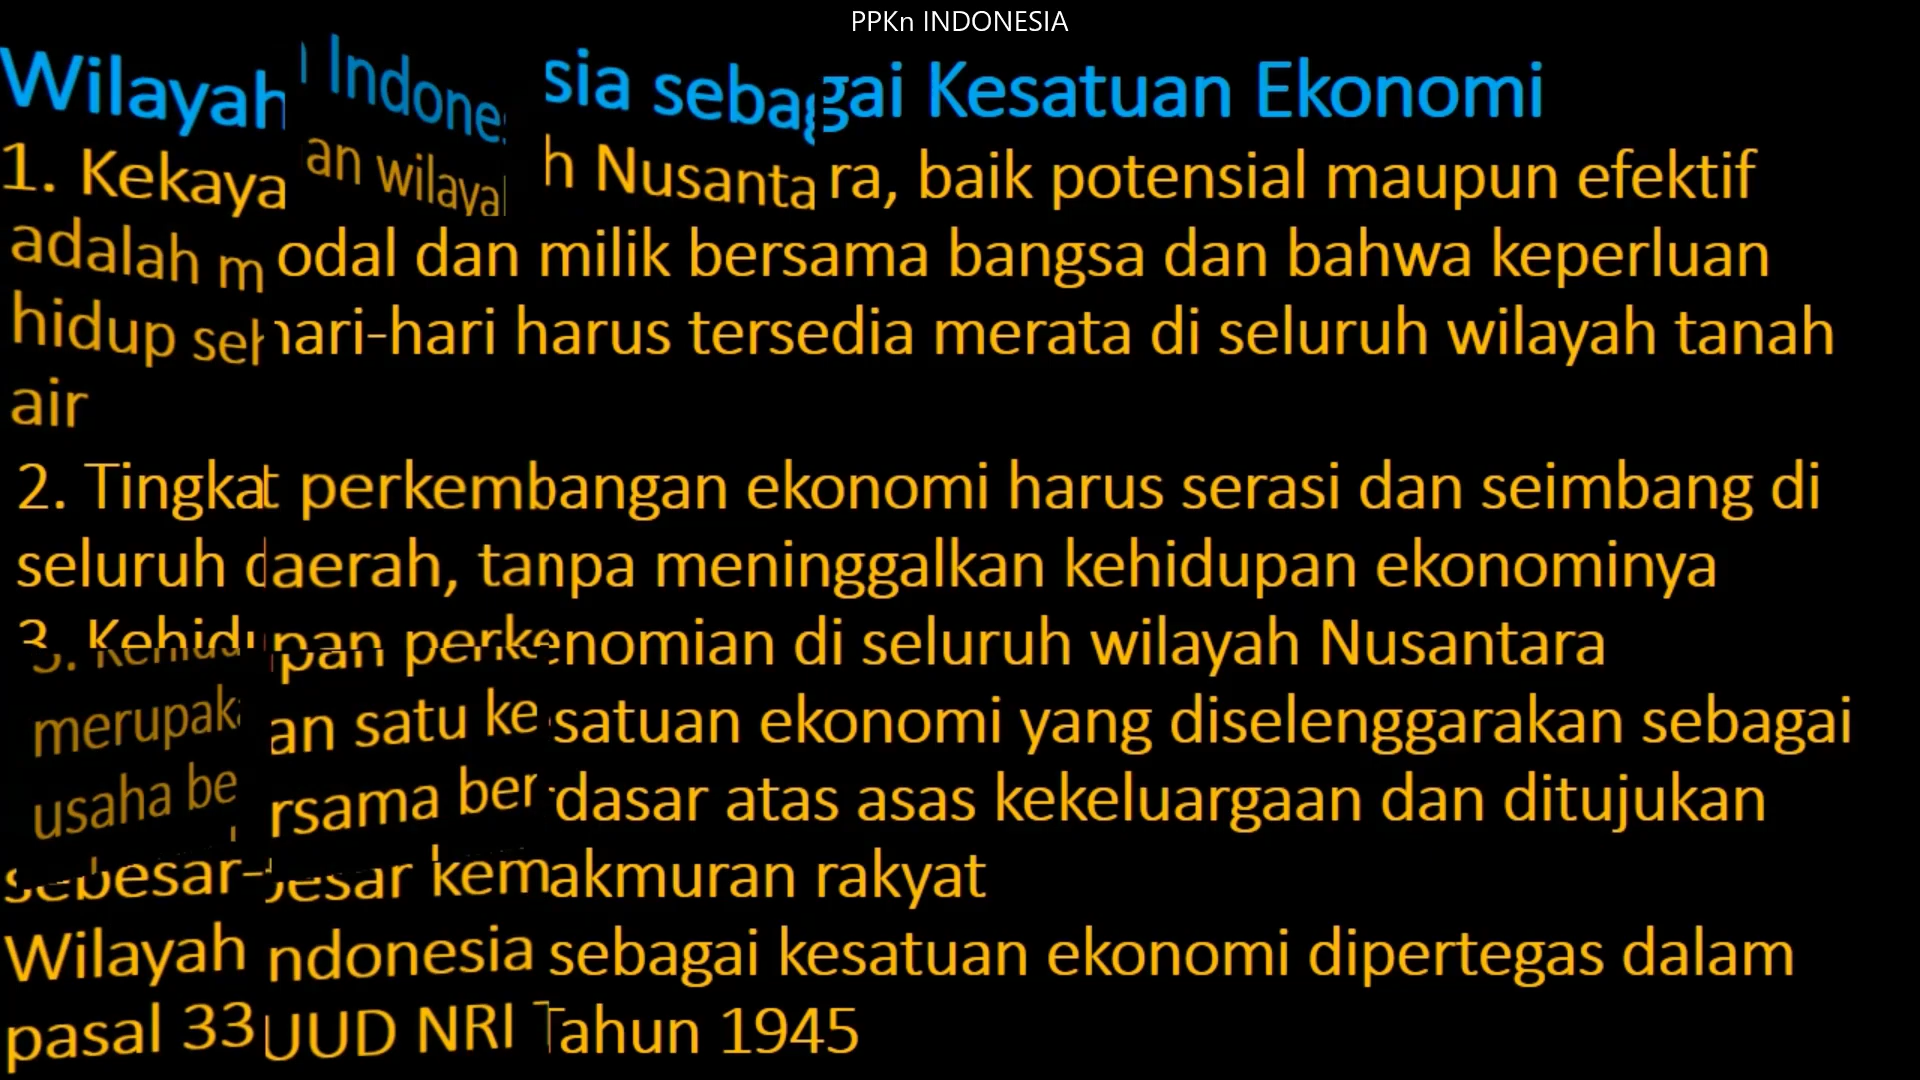 PPKn INDONESIA
Wilayah Indonesia sebagai Kesatuan Ekonomi
1. Kekayaan wilayah Nusantara, baik potensial maupun efektif
adalah modal dan milik bersama bangsa dan bahwa keperluan
hidup sehari-hari harus tersedia merata di seluruh wilayah tanah
air
2. Tingkat perkembangan ekonomi harus serasi dan seimbang di
seluruh daerah, tanpa meninggalkan kehidupan ekonominya
3. Kehidupan perkenomian di seluruh wilayah Nusantara
merupakan satu kesatuan ekonomi yang diselenggarakan sebagai
usaha bersama berdasar atas asas kekeluargaan dan ditujukan
sebesar-besar kemakmuran rakyat
Wilayah Indonesia sebagai kesatuan ekonomi dipertegas dalam
pasal 33 UUD NRI Tahun 1945